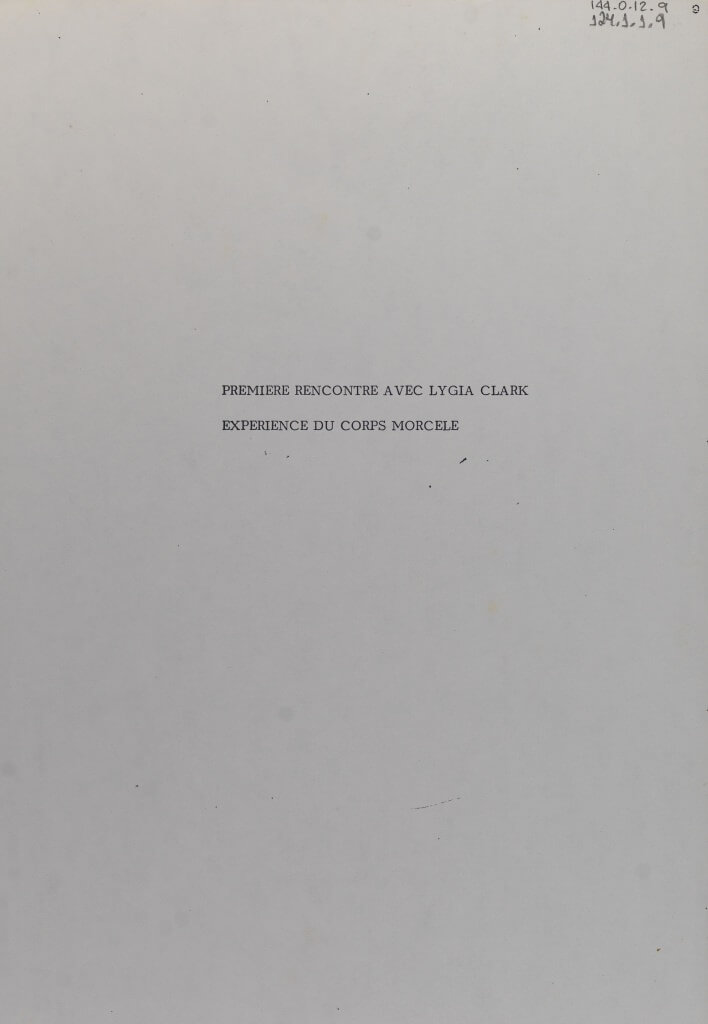 144.0.12.9
124.1.1.9
PREMIERE RENCONTRE AVEC LYGIA CLARK
EXPERIENCE DU CORPS MORCELE